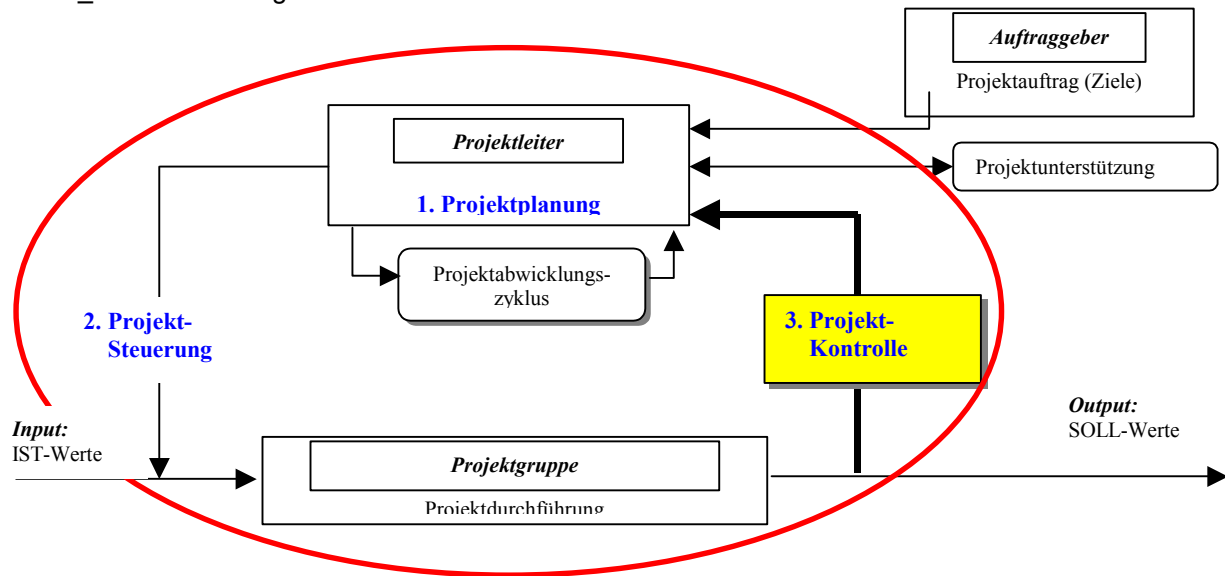 Auftraggeber
Projektauftrag (Ziele)
Projektleiter
1. Projektplanung
Projektunterstützung
Projektabwicklungs-
zyklus
2. Projekt-
Steuerung
3. Projekt-
Kontrolle
Input:
IST-Werte
Output:
SOLL-Werte
Projektgruppe
Projektdurchführung